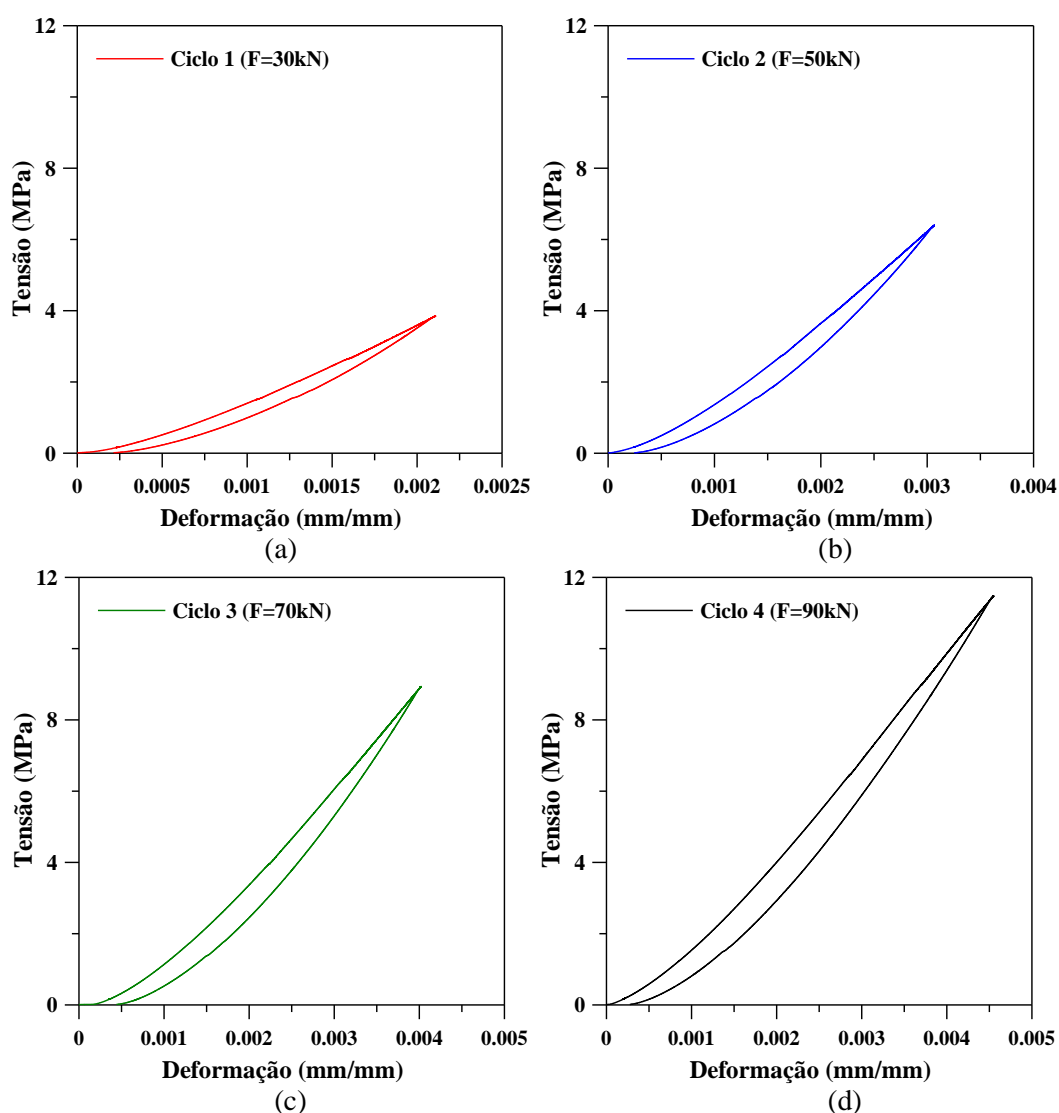 12
Ciclo 1 (F=30kN)
8
4
0
Tensão (MPa)
0 0.0005 0.001 0.0015 0.002 0.0025
Deformação (mm/mm)
(a)
12
Ciclo 2 (F=50kN)
8
4
0
Tensão (MPa)
0 0.001 0.002 0.003 0.004
Deformação (mm/mm)
(b)
12
Ciclo 3 (F=70kN)
8
4
0
Tensão (MPa)
0 0.001 0.002 0.003 0.004 0.005
Deformação (mm/mm)
(c)
12
Ciclo 4 (F=90kN)
8
4
0
Tensão (MPa)
0 0.001 0.002 0.003 0.004 0.005
Deformação (mm/mm)
(d)